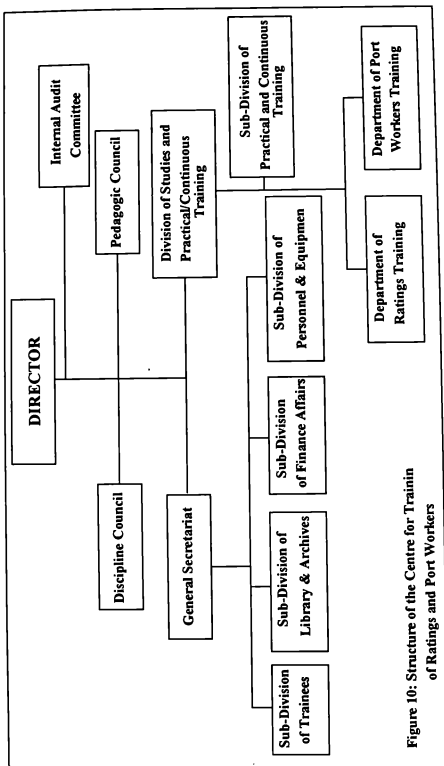 DIRECTOR
Internal Audit
Committee
Discipline Council
Pedagogic Council
General Secretariat
Division of Studies and
Practical/Continuous
Training
Sub-Division of
Practical and Continuous
Training
Sub-Division
of Trainees
Sub-Division of
Library & Archives
Sub-Division
of Finance Affairs
Sub-Division of
Personnel & Equipmen
Department of
Ratings Training
Department of Port
Workers Training
Figure 10: Structure of the Centre for Trainin
of Ratings and Port Workers